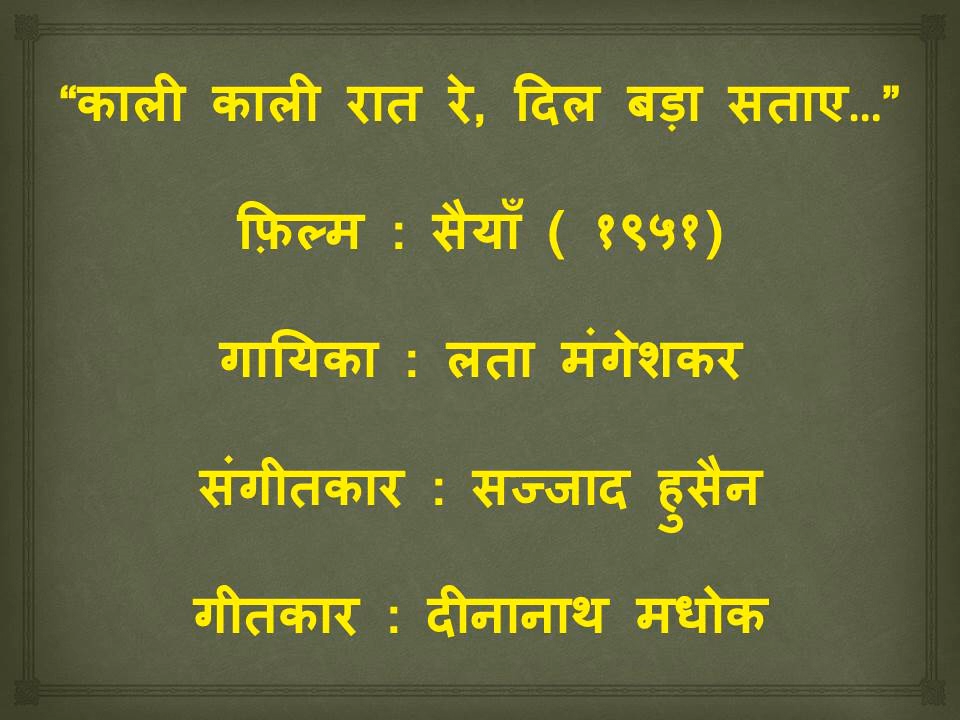 “काली काली रात रे, दिल बड़ा सताए...”
फ़िल्म : सैयाँ ( १९५१)
गायिका : लता मंगेशकर
संगीतकार : सज्जाद हुसैन
गीतकार : दीनानाथ मधोक